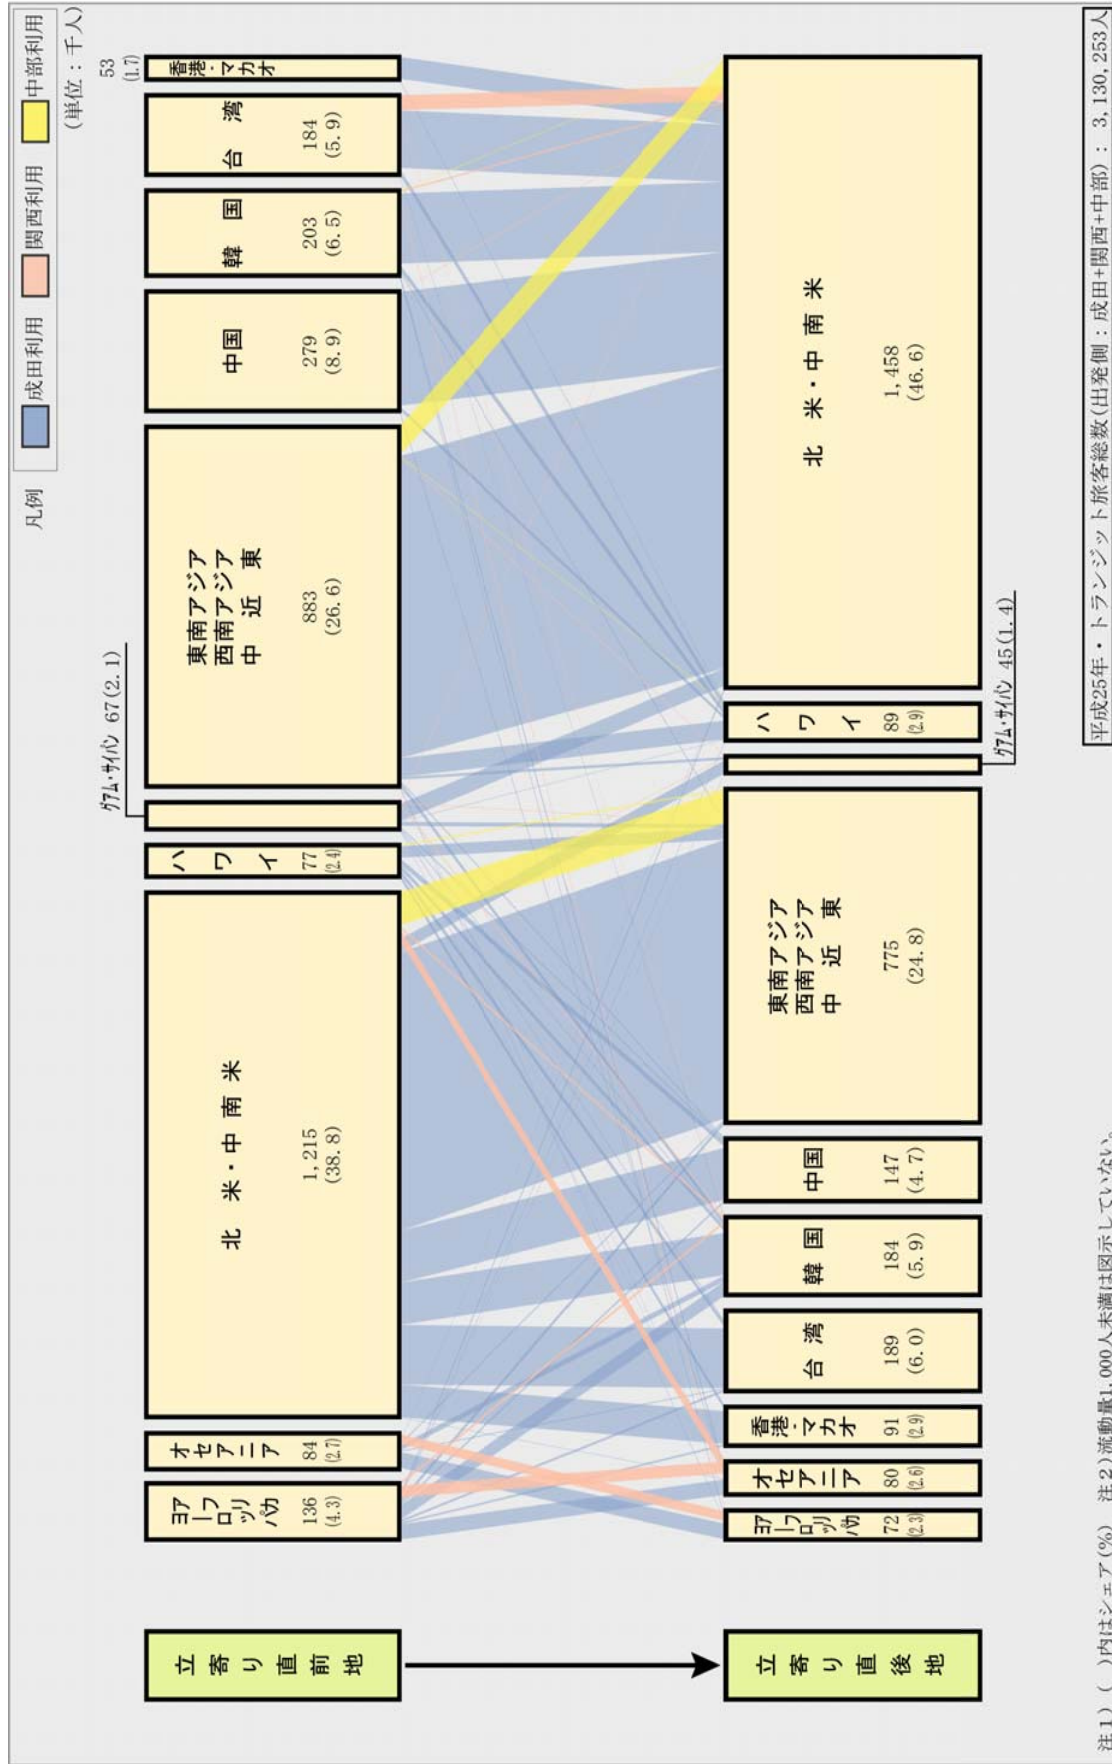 凡例 成田利用 関西利用 中部利用
(単位：千人)
立寄り直前地
ヨーロッパ
アフリカ
136
(4.3)
オセアニア
84
(2.7)
北米・中南米
1,215
(38.8)
ハワイ
77
(2.4)
グアム・サイパン 67(2.1)
東南アジア
西南アジア
中近東
883
(26.6)
中国
279
(8.9)
韓国
203
(6.5)
台湾
184
(5.9)
香港・マカオ
53
(1.7)
立寄り直後地
ヨーロッパ
アフリカ
72
(2.3)
オセアニア
80
(2.6)
香港・マカオ
91
(2.9)
台湾
189
(6.0)
韓国
184
(5.9)
中国
147
(4.7)
東南アジア
西南アジア
中近東
775
(24.8)
グアム・サイパン 45(1.4)
ハワイ
89
(2.9)
北米・中南米
1,458
(46.6)
平成25年・トランジット旅客総数(出発側：成田+関西+中部)： 3,130,253人
注１）（ ）内はシェア(%) 注２)流動量1,000人未満は図示していない。